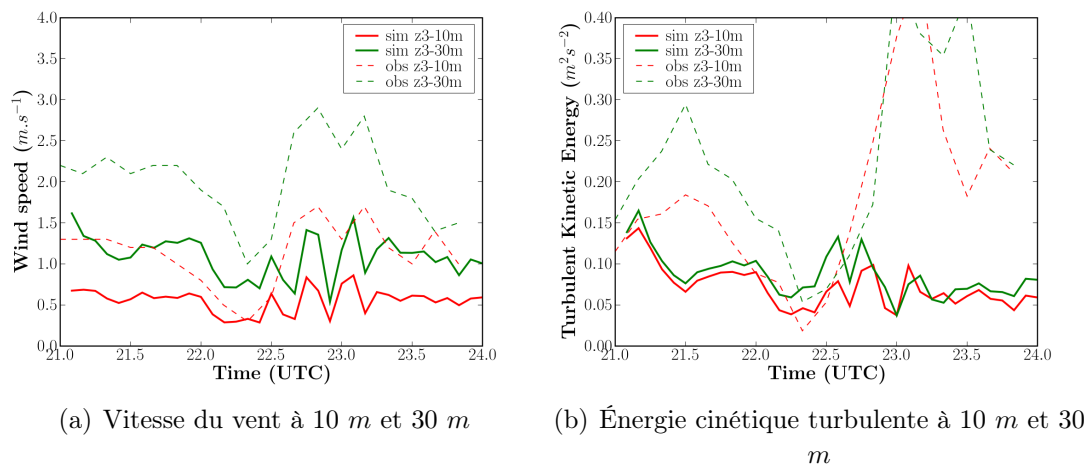 4.0
3.5
3.0
2.5
2.0
1.5
1.0
0.5
0.0
Wind speed (m.s⁻¹)
21.0 21.5 22.0 22.5 23.0 23.5 24.0
Time (UTC)
sim z3-10m
sim z3-30m
obs z3-10m
obs z3-30m
(a) Vitesse du vent à 10 m et 30 m
0.40
0.35
0.30
0.25
0.20
0.15
0.10
0.05
0.00
Turbulent Kinetic Energy (m²s⁻²)
21.0 21.5 22.0 22.5 23.0 23.5 24.0
Time (UTC)
sim z3-10m
sim z3-30m
obs z3-10m
obs z3-30m
(b) Énergie cinétique turbulente à 10 m et 30
m